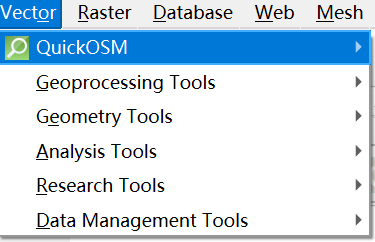 Vector Raster Database Web Mesh
QuickOSM
Geoprocessing Tools
Geometry Tools
Analysis Tools
Research Tools
Data Management Tools